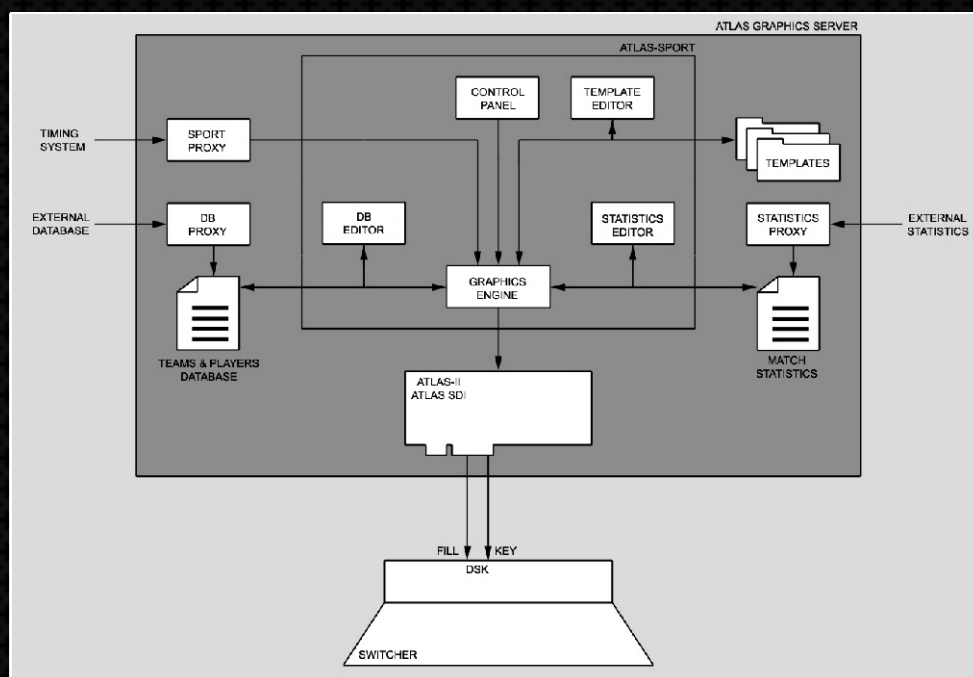 ATLAS GRAPHICS SERVER
ATLAS-SPORT
CONTROL
PANEL
TEMPLATE
EDITOR
TIMING
SYSTEM
SPORT
PROXY
TEMPLATES
EXTERNAL
DATABASE
DB
PROXY
DB
EDITOR
STATISTICS
EDITOR
STATISTICS
PROXY
EXTERNAL
STATISTICS
GRAPHICS
ENGINE
TEAMS & PLAYERS
DATABASE
MATCH
STATISTICS
ATLAS-II
ATLAS SDI
FILL
KEY
DSK
SWITCHER